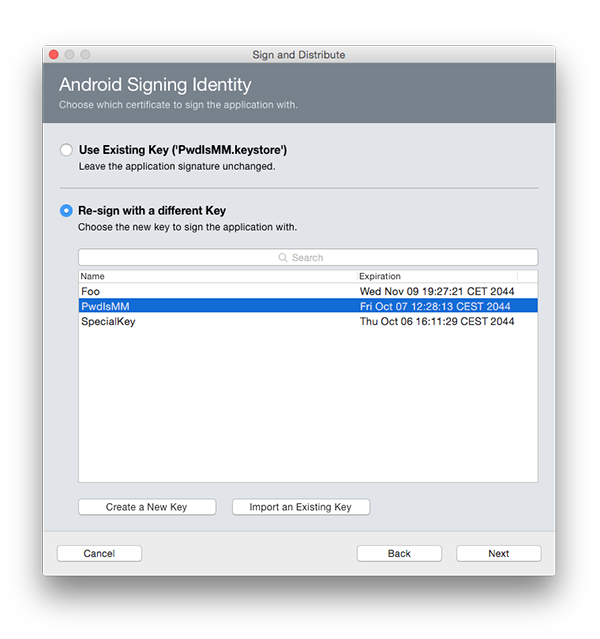 Sign and Distribute
Android Signing Identity
Choose which certificate to sign the application with.
Use Existing Key ('PwdIsMM.keystore')
Leave the application signature unchanged.
Re-sign with a different Key
Choose the new key to sign the application with.
Search
Name Expiration
Foo Wed Nov 09 19:27:21 CET 2044
PwdIsMM Fri Oct 07 12:28:13 CEST 2044
SpecialKey Thu Oct 06 16:11:29 CEST 2044
Create a New Key Import an Existing Key
Cancel Back Next